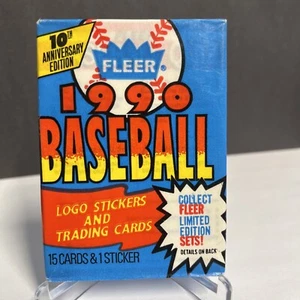 10TH
ANNIVERSARY
EDITION
FLEER®
1990
BASEBALL
LOGO STICKERS
AND
TRADING CARDS
COLLECT
FLEER
LIMITED
EDITION
SETS!
DETAILS ON BACK
15 CARDS & 1 STICKER